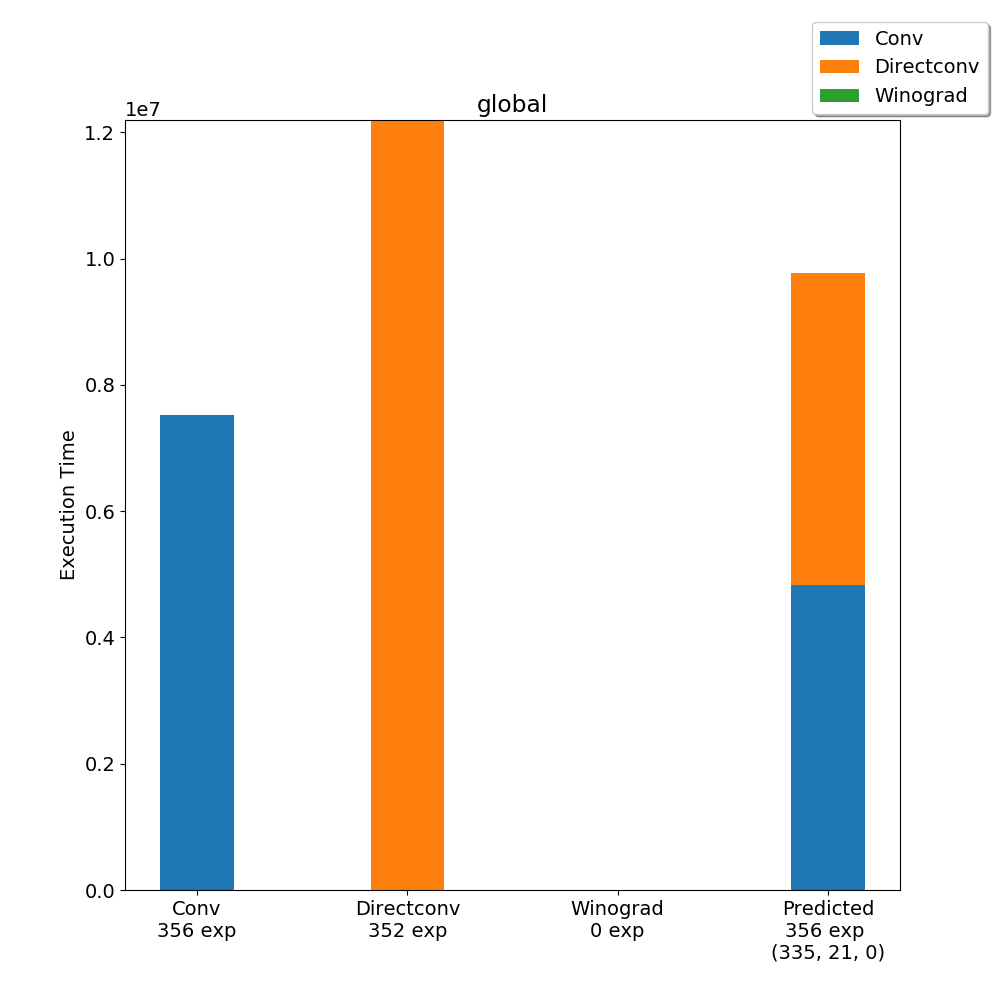 Conv
Directconv
Winograd
global
1e7
1.2
1.0
0.8
0.6
0.4
0.2
0.0
Execution Time
Conv
356 exp
Directconv
352 exp
Winograd
0 exp
Predicted
356 exp
(335, 21, 0)